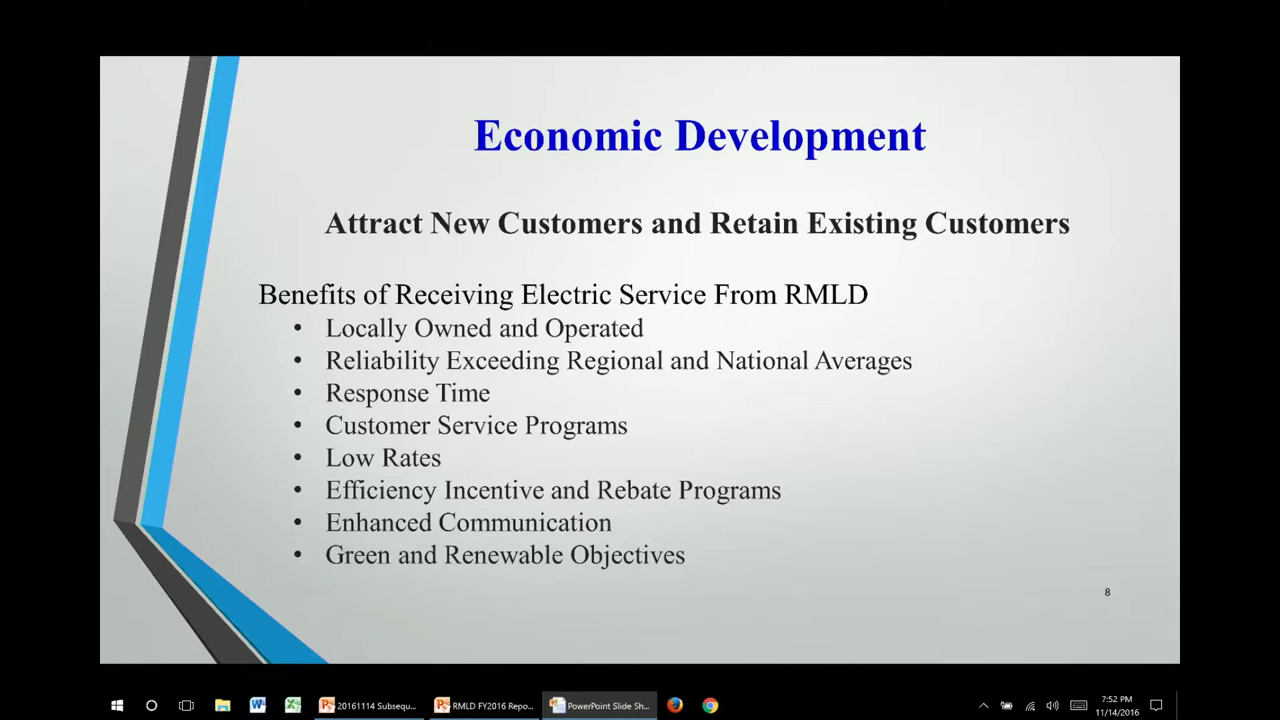 Economic Development
Attract New Customers and Retain Existing Customers
Benefits of Receiving Electric Service From RMLD
• Locally Owned and Operated
• Reliability Exceeding Regional and National Averages
• Response Time
• Customer Service Programs
• Low Rates
• Efficiency Incentive and Rebate Programs
• Enhanced Communication
• Green and Renewable Objectives
8
20161114 Subsequ... RMLD FY2016 Repo... PowerPoint Slide Sh... 7:52 PM
11/14/2016